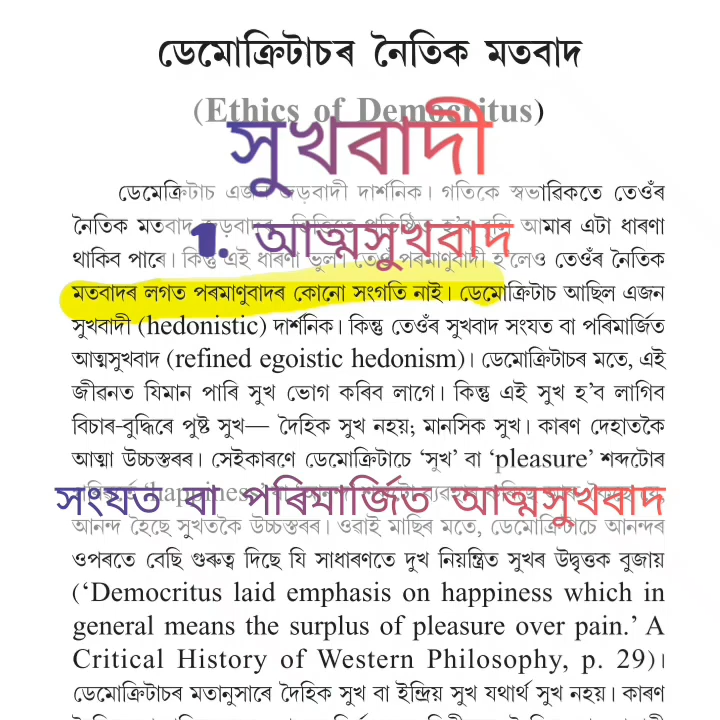 ডেমোক্ৰিটাচৰ নৈতিক মতবাদ
(Ethics of Democritus)
সুখবাদী
ডেমেক্ৰিটাচ এজন জড়বাদী দাৰ্শনিক। গতিকে স্বভাৱিকতে তেওঁৰ
নৈতিক মতবাদ আমাৰ এটা ধাৰণা
1. আত্মসুখবাদ
থাকিব পাৰে। কিন্তু এই ধাৰণা ভুল। তেওঁ পৰমাণুবাদী হ'লেও তেওঁৰ নৈতিক
মতবাদৰ লগত পৰমাণুবাদৰ কোনো সংগতি নাই। ডেমোক্ৰিটাচ আছিল এজন
সুখবাদী (hedonistic) দাৰ্শনিক। কিন্তু তেওঁৰ সুখবাদ সংযত বা পৰিমাৰ্জিত
আত্মসুখবাদ (refined egoistic hedonism)। ডেমোক্ৰিটাচৰ মতে, এই
জীৱনত যিমান পাৰি সুখ ভোগ কৰিব লাগে। কিন্তু এই সুখ হ'ব লাগিব
বিচাৰ-বুদ্ধিৰে পুষ্ট সুখ— দৈহিক সুখ নহয়; মানসিক সুখ। কাৰণ দেহাতকৈ
আত্মা উচ্চস্তৰৰ। সেইকাৰণে ডেমোক্ৰিটাচে ‘সুখ’ বা ‘pleasure’ শব্দটোৰ
সংযত বা পৰিমাৰ্জিত আত্মসুখবাদ
আনন্দ হৈছে সুখতকৈ উচ্চস্তৰৰ। ওৱাই মাছিৰ মতে, ডেমোক্ৰিটাচে আনন্দৰ
ওপৰতে বেছি গুৰুত্ব দিছে যি সাধাৰণতে দুখ নিয়ন্ত্ৰিত সুখৰ উদ্বৃত্তক বুজায়
(‘Democritus laid emphasis on happiness which in
general means the surplus of pleasure over pain.’ A
Critical History of Western Philosophy, p. 29)।
ডেমোক্ৰিটাচৰ মতানুসাৰে দৈহিক সুখ বা ইন্দ্ৰিয় সুখ যথাৰ্থ সুখ নহয়। কাৰণ